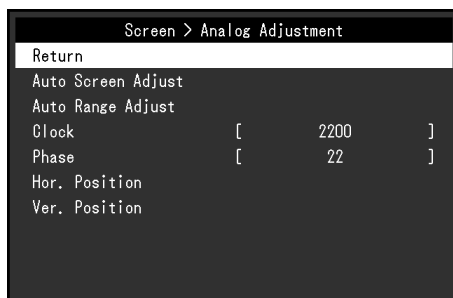 Screen > Analog Adjustment
Return
Auto Screen Adjust
Auto Range Adjust
Clock [ 2200 ]
Phase [ 22 ]
Hor. Position
Ver. Position